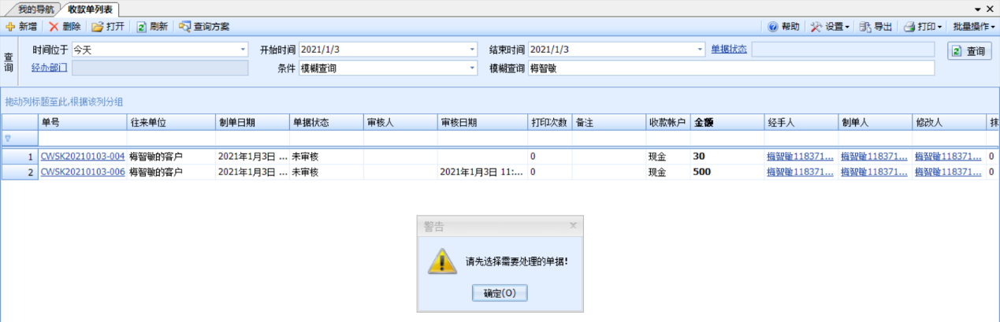 我的导航 收款单列表
新增 删除 打开 刷新 查询方案 帮助 设置 导出 打印 批量操作
查询
时间位于 今天 开始时间 2021/1/3 结束时间 2021/1/3 单据状态 查询
经办部门 条件 模糊查询 模糊查询 梅智敏
拖动列标题至此,根据该列分组
单号 往来单位 制单日期 单据状态 审核人 审核日期 打印次数 备注 收款帐户 金额 经手人 制单人 修改人 抹
1 CWSK20210103-004 梅智敏的客户 2021年1月3日 ... 未审核 0 现金 30 梅智敏118371... 梅智敏118371... 梅智敏118371... 0
2 CWSK20210103-006 梅智敏的客户 2021年1月3日 ... 未审核 2021年1月3日 11:... 0 现金 500 梅智敏118371... 梅智敏118371... 梅智敏118371... 0
警告
请先选择需要处理的单据!
确定(O)